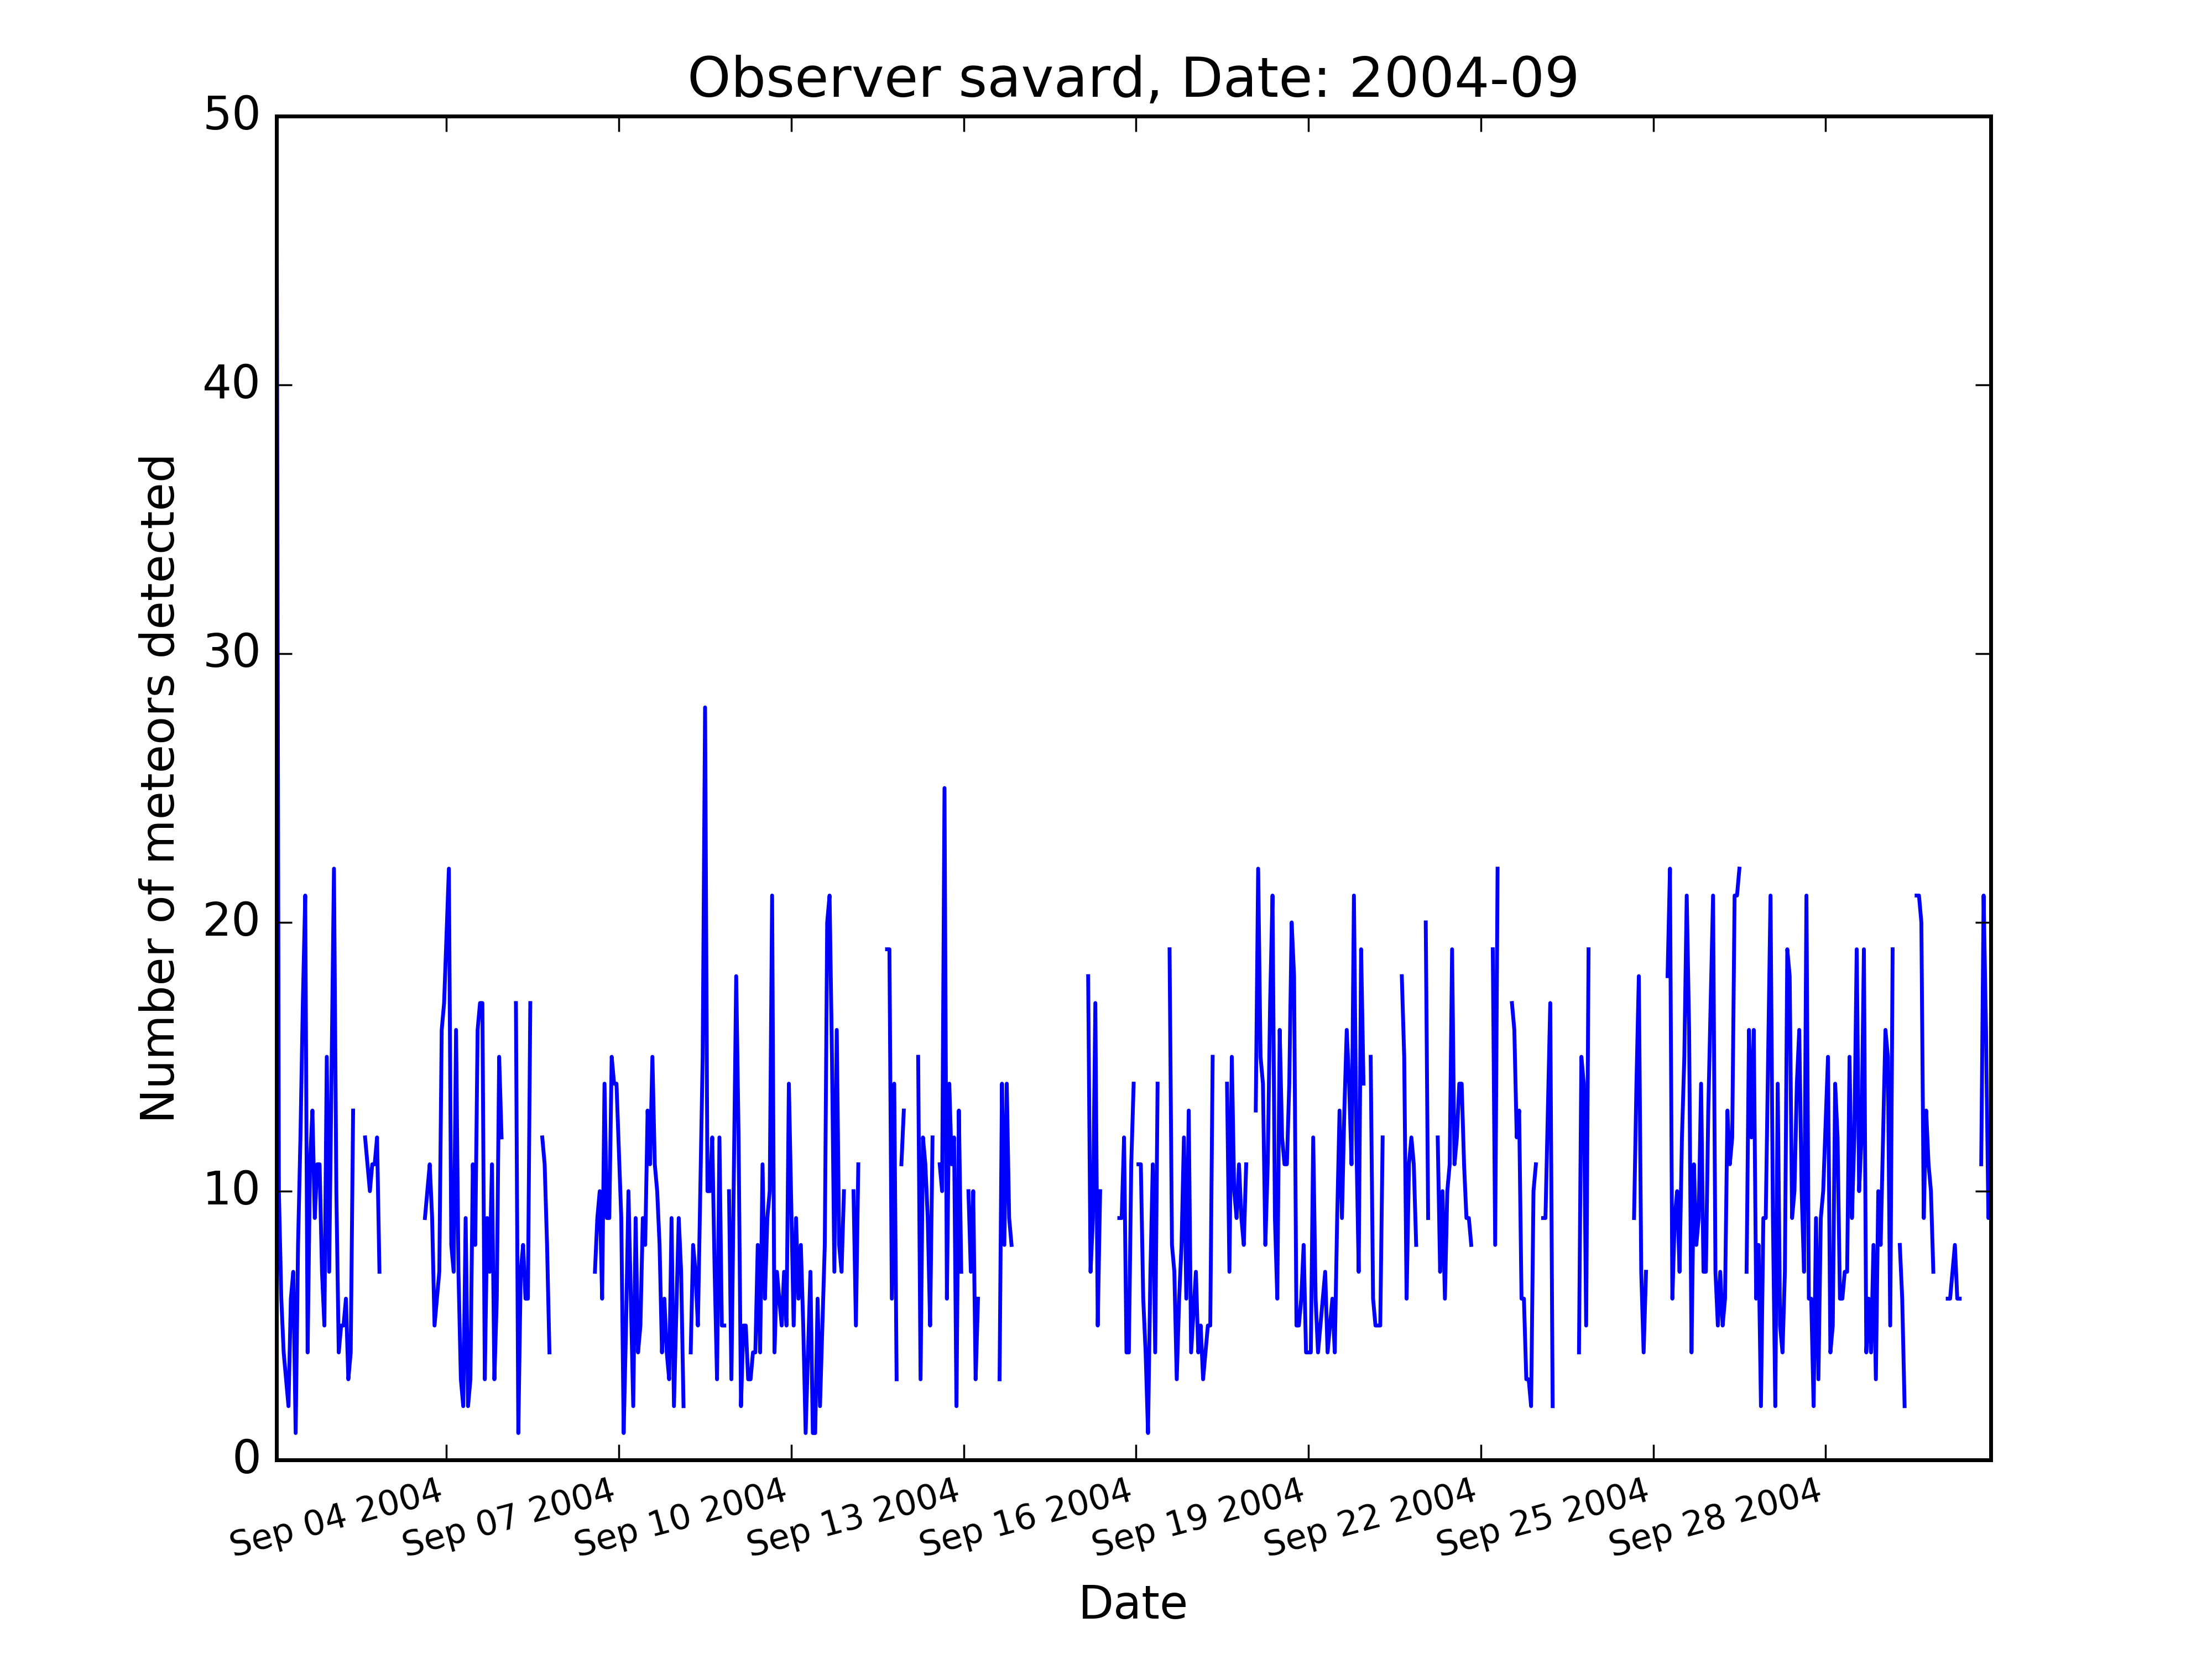 Observer savard, Date: 2004-09
Number of meteors detected
50
40
30
20
10
0
Sep 04 2004
Sep 07 2004
Sep 10 2004
Sep 13 2004
Sep 16 2004
Sep 19 2004
Sep 22 2004
Sep 25 2004
Sep 28 2004
Date